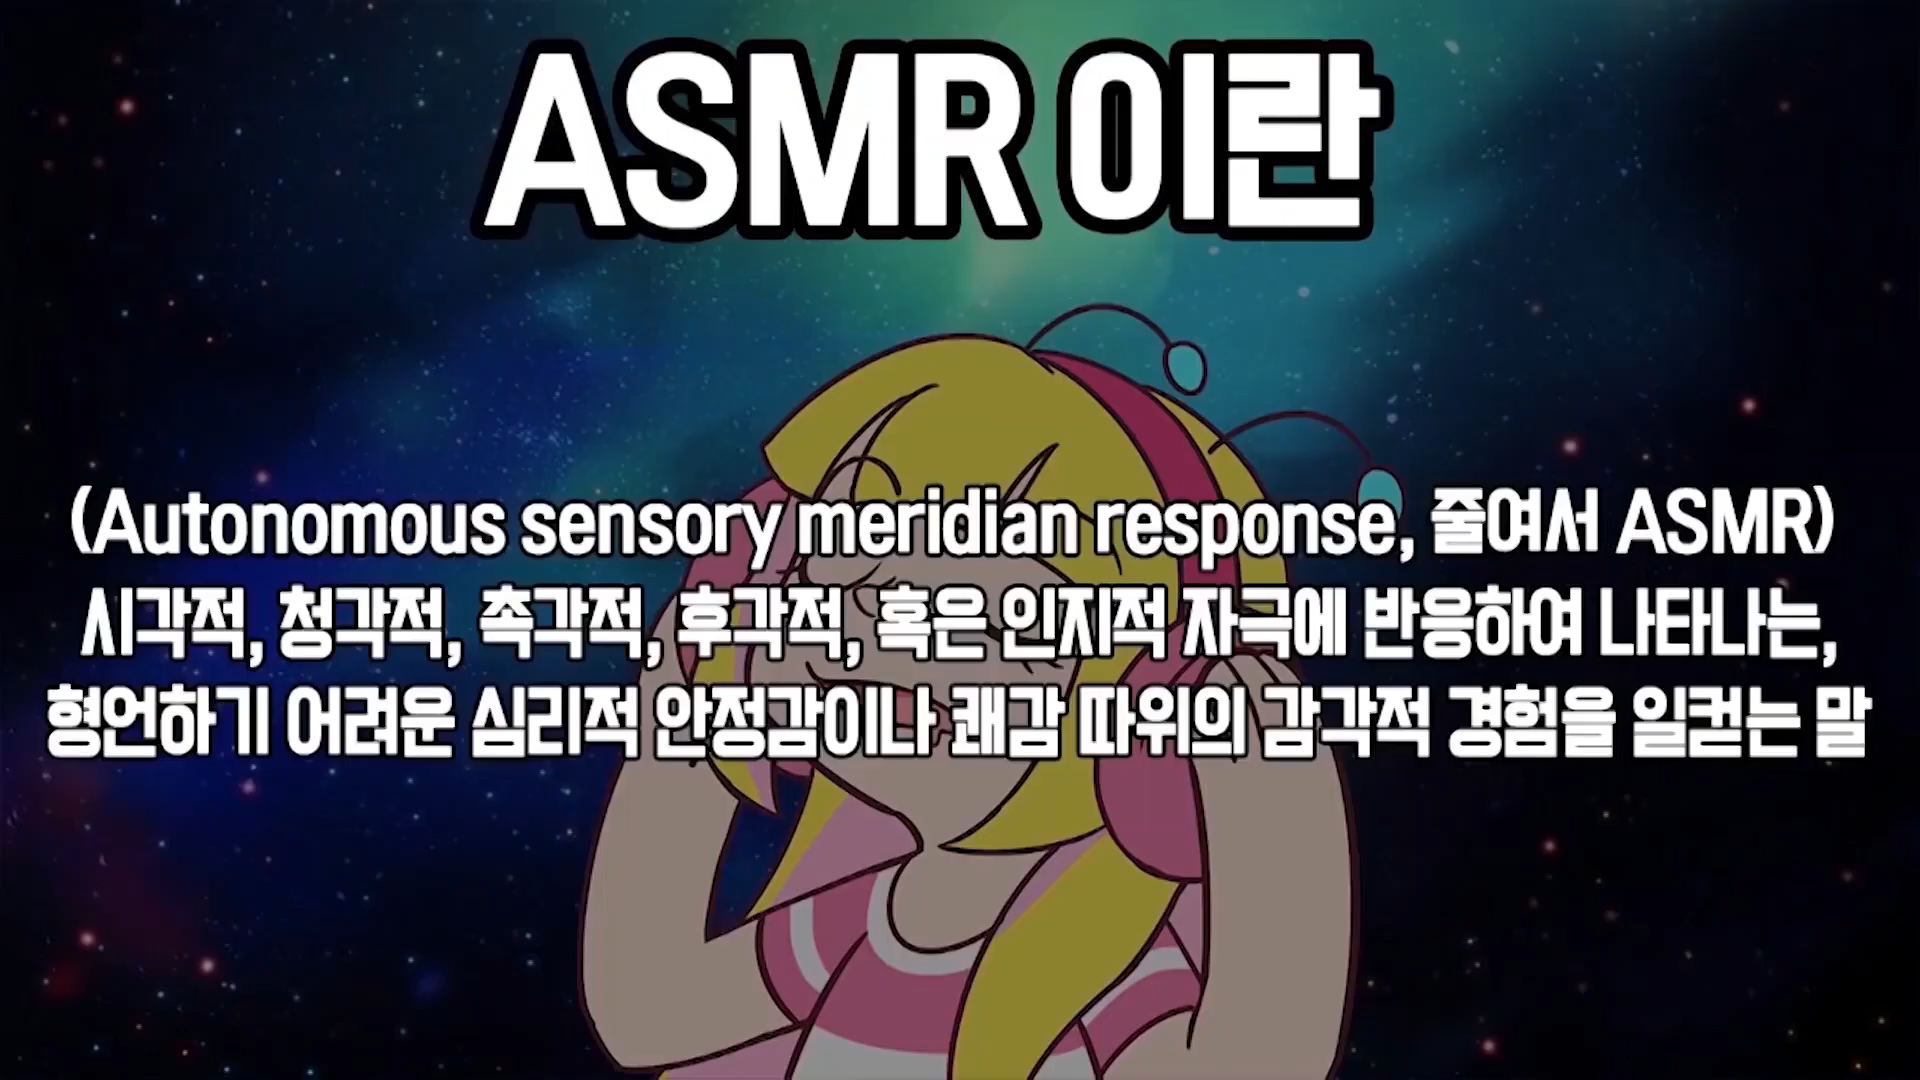 ASMR 이란
(Autonomous sensory meridian response, 줄여서 ASMR)
시각적, 청각적, 촉각적, 후각적, 혹은 인지적 자극에 반응하여 나타나는,
형언하기 어려운 심리적 안정감이나 쾌감 따위의 감각적 경험을 일컫는 말